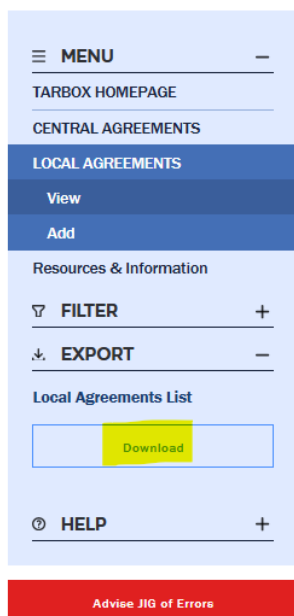 MENU
TARBOX HOMEPAGE
CENTRAL AGREEMENTS
LOCAL AGREEMENTS
View
Add
Resources & Information
FILTER
EXPORT
Local Agreements List
Download
HELP
Advise JIG of Errors